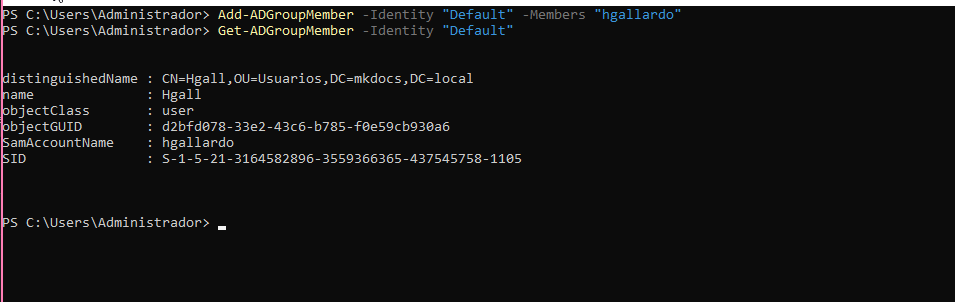 PS C:\Users\Administrador> Add-ADGroupMember -Identity "Default" -Members "hgallardo"
PS C:\Users\Administrador> Get-ADGroupMember -Identity "Default"
distinguishedName : CN=Hgall,OU=Usuarios,DC=mkdocs,DC=local
name              : Hgall
objectClass       : user
objectGUID        : d2bfd078-33e2-43c6-b785-f0e59cb930a6
SamAccountName    : hgallardo
SID               : S-1-5-21-3164582896-3559366365-437545758-1105
PS C:\Users\Administrador>